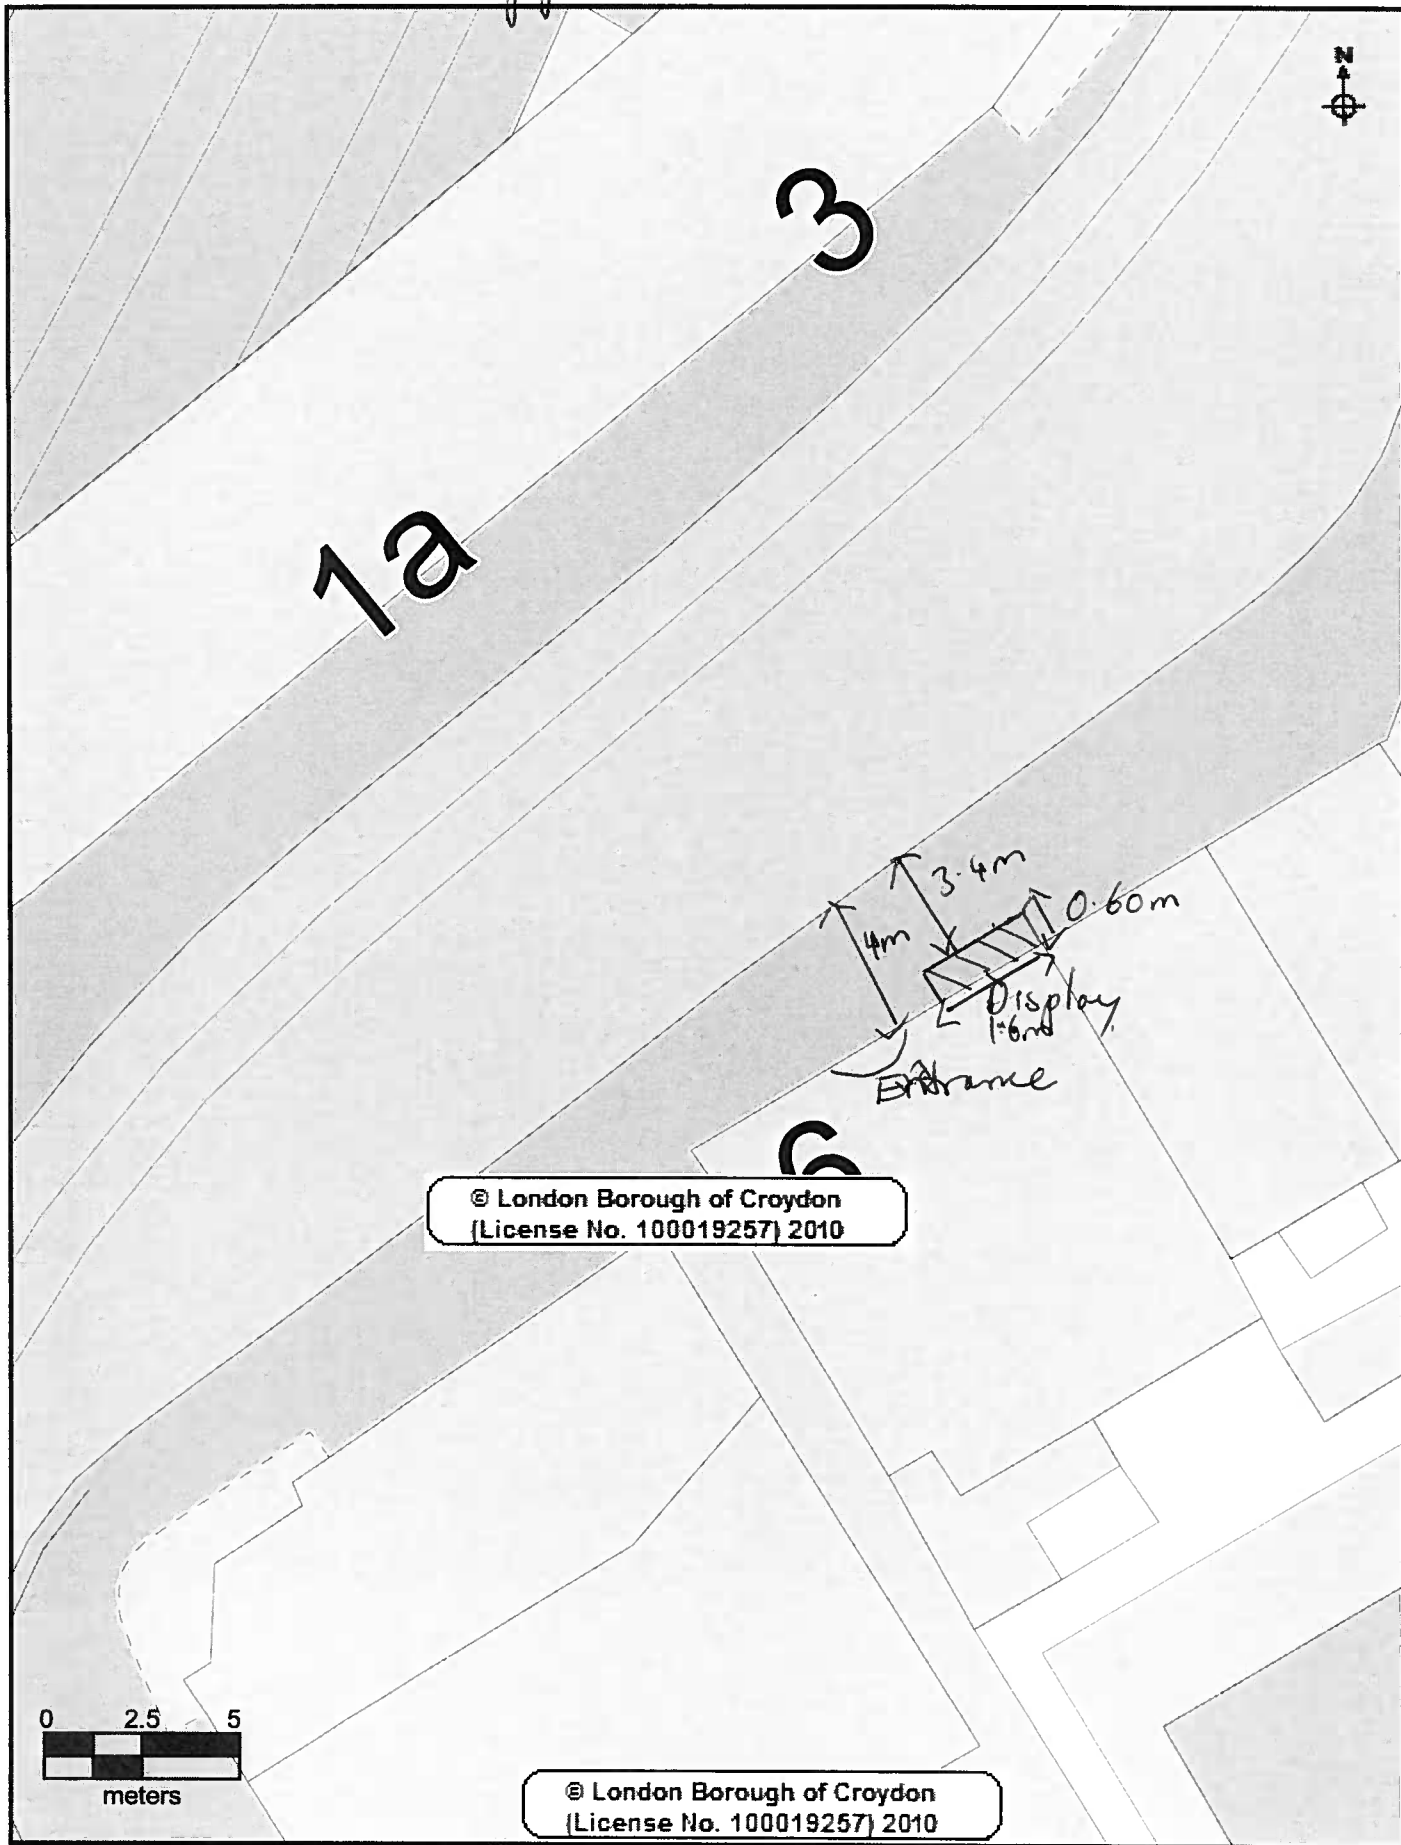 N
3
1a
3.4m
0.60m
4m
Display
1.6m
Entrance
6
© London Borough of Croydon
(License No. 100019257) 2010
0 2.5 5
meters
© London Borough of Croydon
(License No. 100019257) 2010